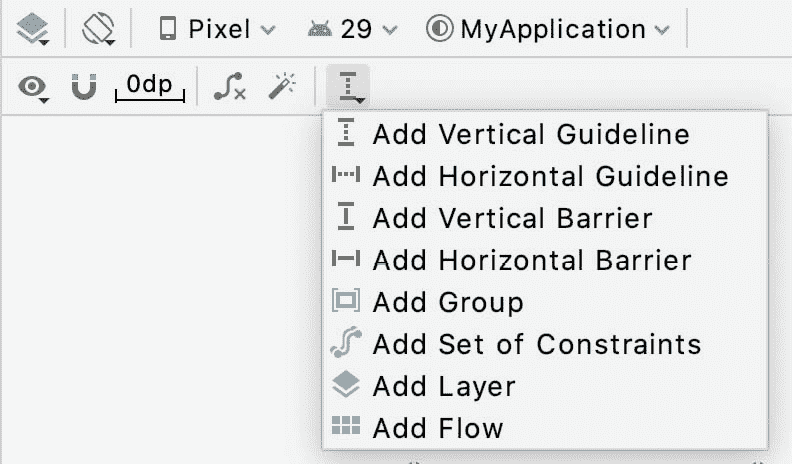 Pixel 29 MyApplication
0dp
Add Vertical Guideline
Add Horizontal Guideline
Add Vertical Barrier
Add Horizontal Barrier
Add Group
Add Set of Constraints
Add Layer
Add Flow